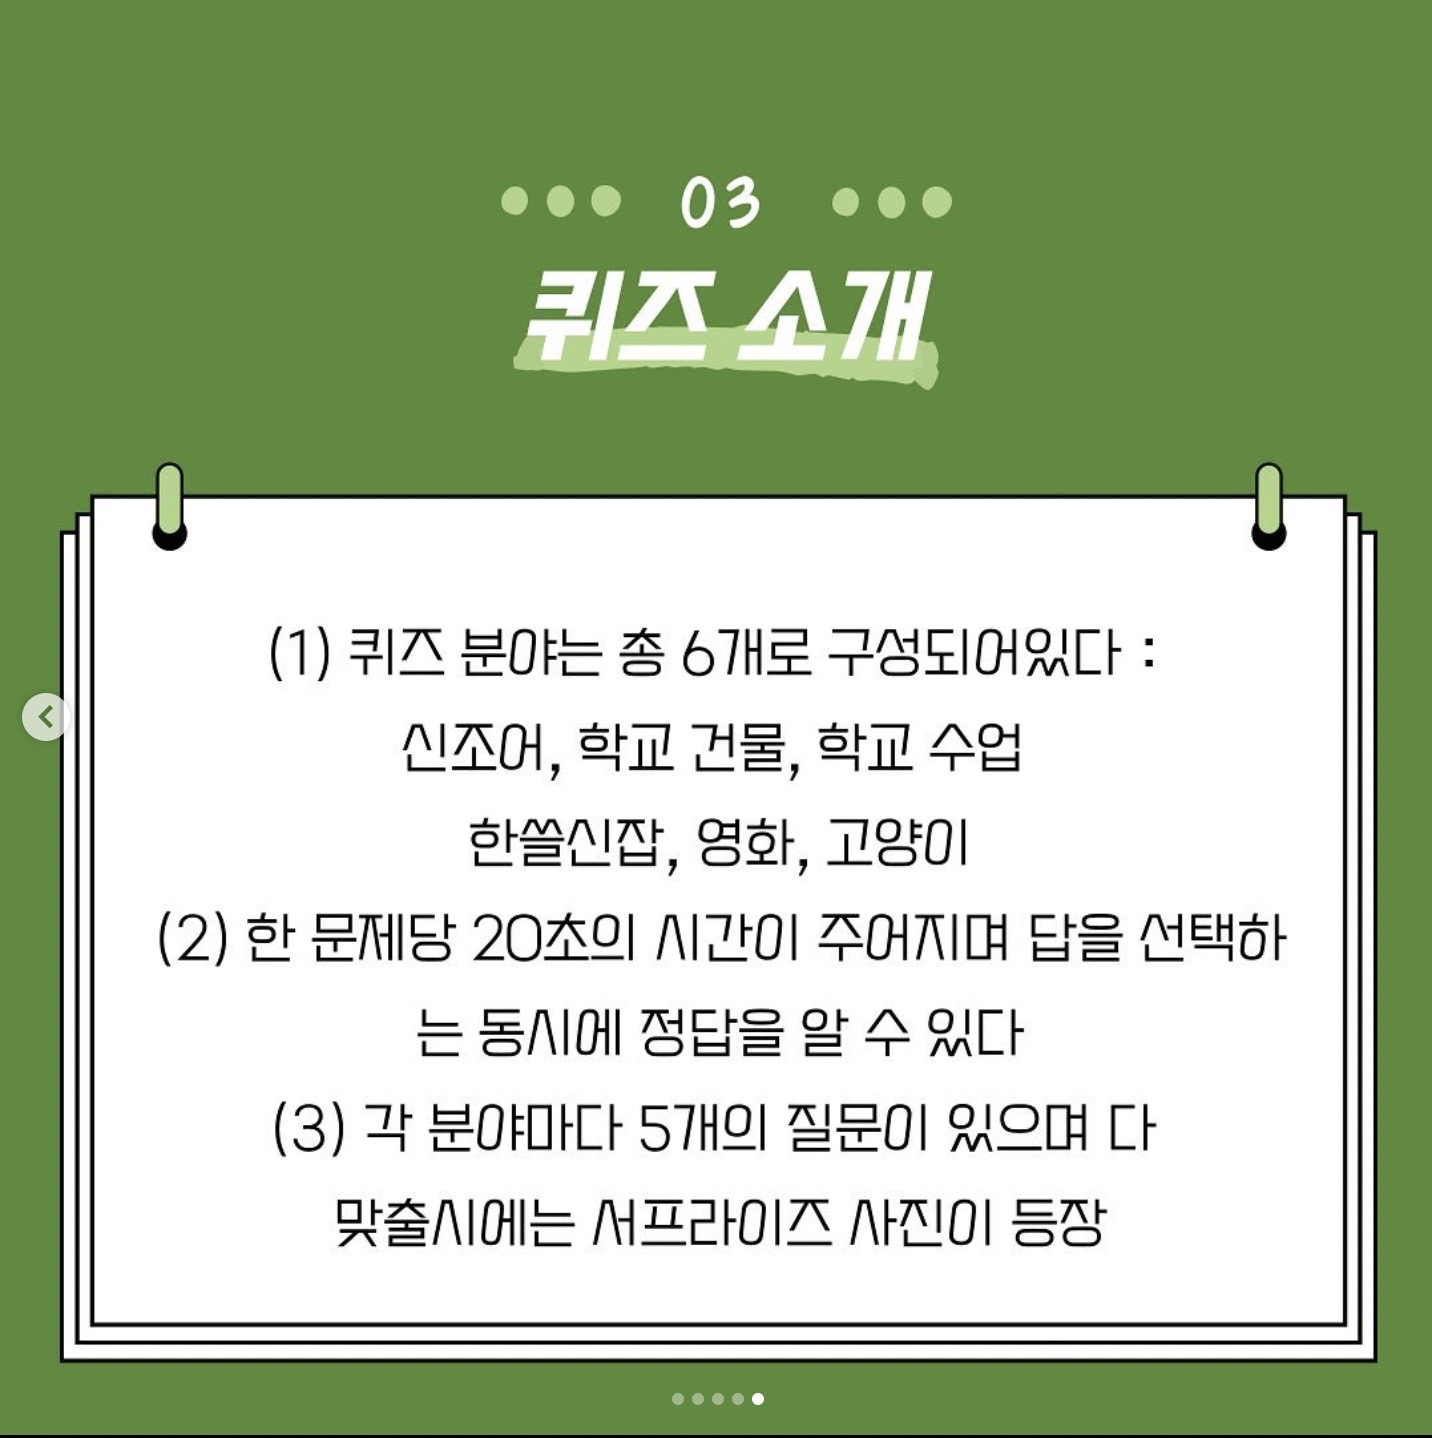 03
퀴즈 소개
(1) 퀴즈 분야는 총 6개로 구성되어있다 :
신조어, 학교 건물, 학교 수업
한쓸신잡, 영화, 고양이
(2) 한 문제당 20초의 시간이 주어지며 답을 선택하
는 동시에 정답을 알 수 있다
(3) 각 분야마다 5개의 질문이 있으며 다
맞출시에는 서프라이즈 사진이 등장